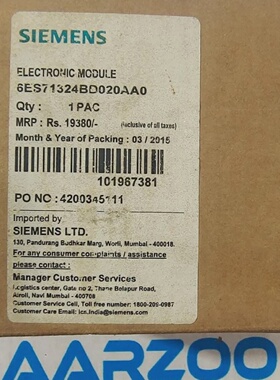 SIEMENS
ELECTRONIC MODULE
6ES71324BD020AA0
Qty : 1 PAC
MRP : Rs. 19380/- (Inclusive of all taxes)
Month & Year of Packing : 03 / 2015
101967381
PO NO : 4200345111
Imported by
SIEMENS LTD.
130, Pandurang Budhkar Marg, Worli, Mumbai - 400018.
For any consumer complaints / assistance
please contact :
Manager Customer Services
Logistics center, Gat No 2, Thane Belapur Road,
Airoli, Navi Mumbai - 400708
Customer Service Cell, Toll free number: 1800-209-0987
Customer Care Email: icn.india@siemens.com
AARZOO